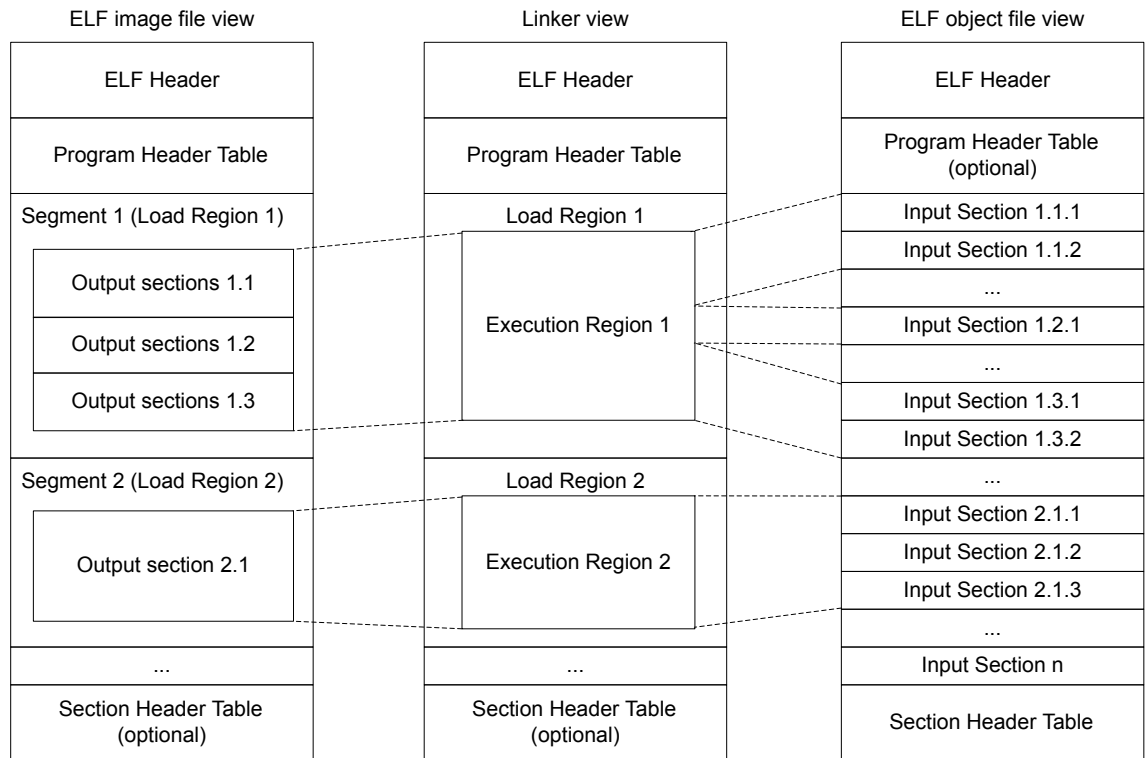 ELF image file view
ELF Header
Program Header Table
Segment 1 (Load Region 1)
Output sections 1.1
Output sections 1.2
Output sections 1.3
Segment 2 (Load Region 2)
Output section 2.1
...
Section Header Table
(optional)
Linker view
ELF Header
Program Header Table
Load Region 1
Execution Region 1
Load Region 2
Execution Region 2
...
Section Header Table
(optional)
ELF object file view
ELF Header
Program Header Table
(optional)
Input Section 1.1.1
Input Section 1.1.2
...
Input Section 1.2.1
...
Input Section 1.3.1
Input Section 1.3.2
...
Input Section 2.1.1
Input Section 2.1.2
Input Section 2.1.3
...
Input Section n
Section Header Table